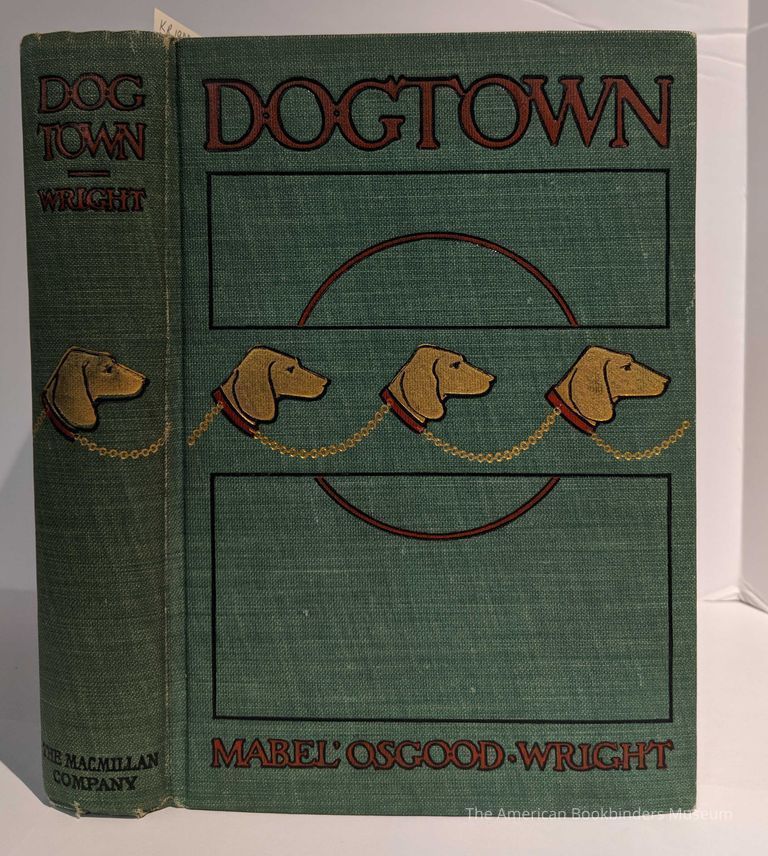 DOG
TOWN
WRIGHT
THE MACMILLAN
COMPANY
DOGTOWN
MABEL OSGOOD·WRIGHT
The American Bookbinders Museum